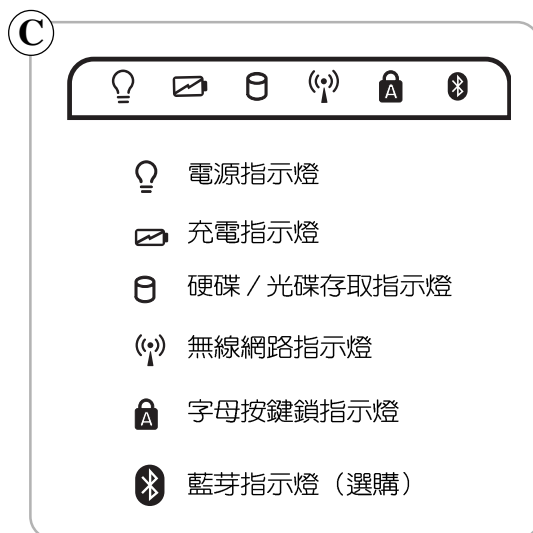 C
A
電源指示燈
充電指示燈
硬碟 / 光碟存取指示燈
無線網路指示燈
A 字母按鍵鎖指示燈
藍芽指示燈（選購）